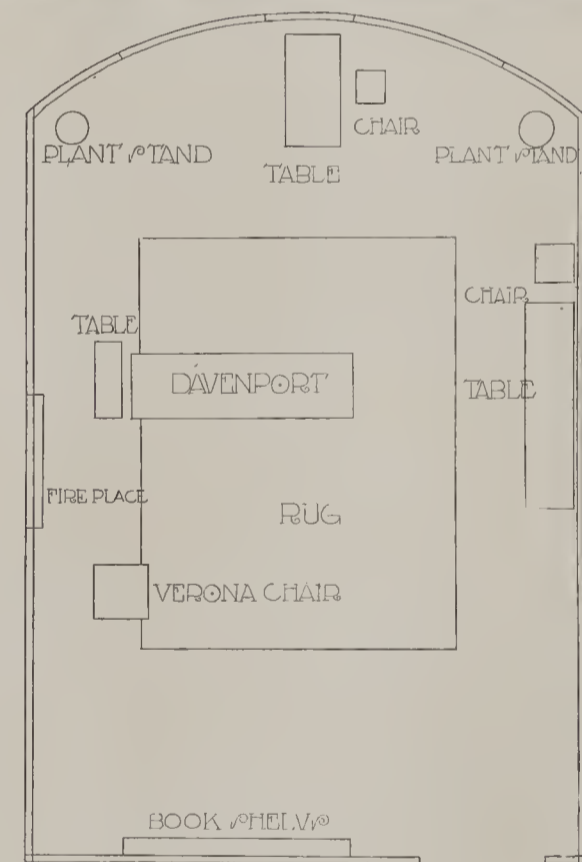 CHAIR
PLANT STAND
PLANT STAND
TABLE
CHAIR
TABLE
DAVENPORT
TABLE
FIRE PLACE
RUG
VERONA CHAIR
BOOK SHELVS